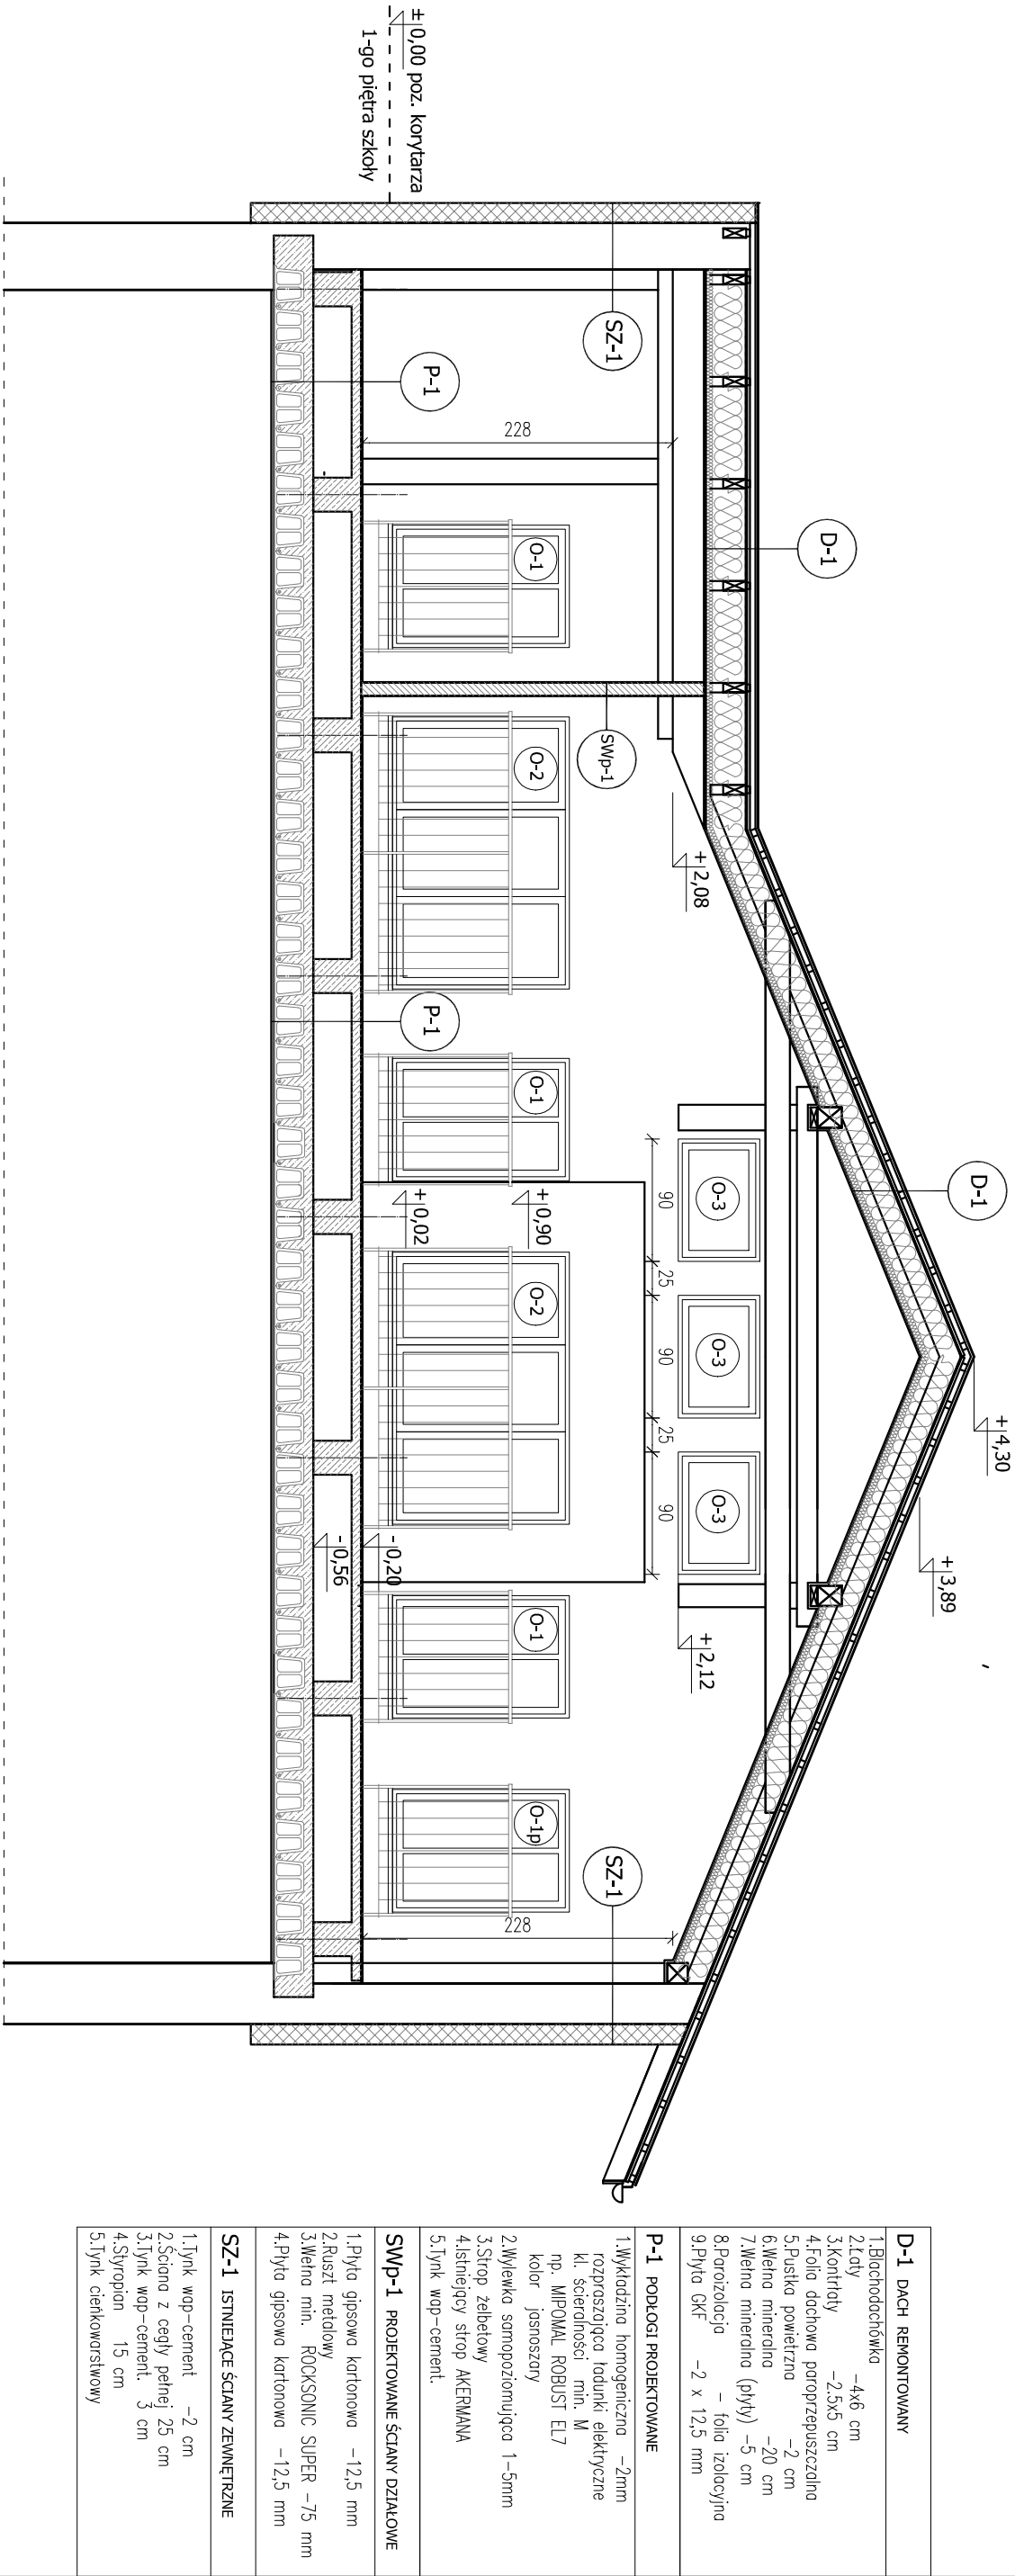 ± 0,00 poz. korytarza
1-go piętra szkoły
SZ-1
P-1
228
D-1
O-1
SWp-1
O-2
+2,08
P-1
O-1
D-1
O-3
O-3
O-3
90
25
90
25
90
+0,90
+0,02
O-2
+4,30
+3,89
-0,20
-0,56
+2,12
O-1
O-1p
SZ-1
228
D-1 DACH REMONTOWANY
1.Blachodachówka
2.Łaty -4x6 cm
3.Kontrłaty -2.5x5 cm
4.Folia dachowa paroprzepuszczalna
5.Pustka powietrzna -2 cm
6.Wełna mineralna -20 cm
7.Wełna mineralna (płyty) -5 cm
8.Paroizolacja - folia izolacyjna
9.Płyta GKF -2 x 12,5 mm
P-1 PODŁOGI PROJEKTOWANE
1.Wykładzina homogeniczna -2mm
rozpraszająca ładunki elektryczne
kl. ścieralności min. M
np. MIPOMAL ROBUST EL7
kolor jasnoszary
2.Wylewka samopoziomująca 1-5mm
3.Strop żelbetowy
4.Istniejący strop AKERMANA
5.Tynk wap-cement.
SWp-1 PROJEKTOWANE ŚCIANY DZIAŁOWE
1.Płyta gipsowa kartonowa -12,5 mm
2.Ruszt metalowy
3.Wełna min. ROCKSONIC SUPER -75 mm
4.Płyta gipsowa kartonowa -12,5 mm
SZ-1 ISTNIEJĄCE ŚCIANY ZEWNĘTRZNE
1.Tynk wap-cement -2 cm
2.Ściana z cegły pełnej 25 cm
3.Tynk wap-cement. 3 cm
4.Styropian 15 cm
5.Tynk cieńkowarstwowy